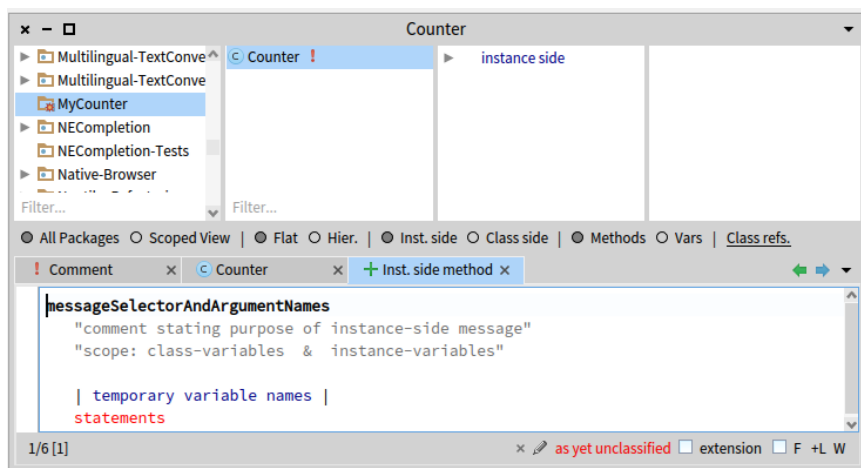 Counter
Multilingual-TextConve
Multilingual-TextConve
MyCounter
NECompletion
NECompletion-Tests
Native-Browser
Filter...
Counter !
Filter...
instance side
All Packages Scoped View | Flat Hier. | Inst. side Class side | Methods Vars | Class refs.
! Comment × C Counter × + Inst. side method ×
messageSelectorAndArgumentNames
"comment stating purpose of instance-side message"
"scope: class-variables & instance-variables"
| temporary variable names |
statements
1/6 [1] × as yet unclassified extension F +L W